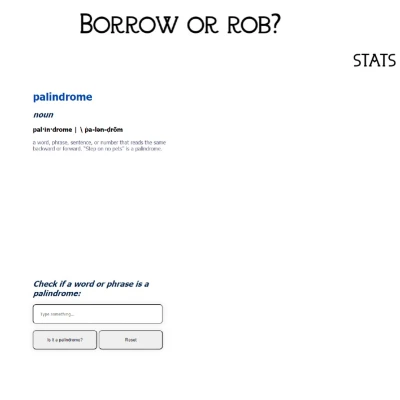 Borrow or rob?
STATS
palindrome
noun
pal·in·drome | \ pa-lən-drōm
a word, phrase, sentence, or number that reads the same
backward or forward. "Step on no pets" is a palindrome.
Check if a word or phrase is a
palindrome:
Type something...
Is it a palindrome? Reset